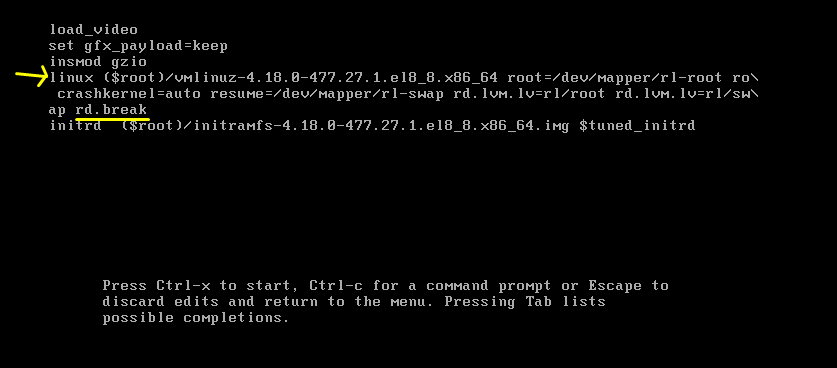 load_video
set gfx_payload=keep
insmod gzio
linux ($root)/vmlinuz-4.18.0-477.27.1.el8_8.x86_64 root=/dev/mapper/rl-root ro\
crashkernel=auto resume=/dev/mapper/rl-swap rd.lvm.lv=rl/root rd.lvm.lv=rl/sw\
ap rd.break
initrd  ($root)/initramfs-4.18.0-477.27.1.el8_8.x86_64.img $tuned_initrd
Press Ctrl-x to start, Ctrl-c for a command prompt or Escape to
discard edits and return to the menu. Pressing Tab lists
possible completions.